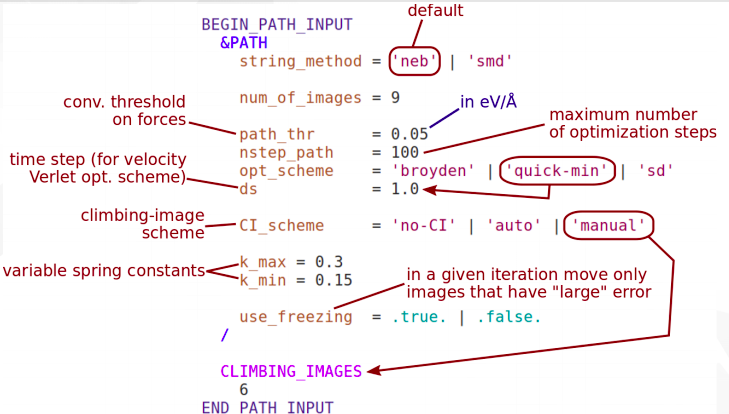 default
BEGIN_PATH_INPUT
&PATH
string_method = 'neb' | 'smd'
num_of_images = 9
conv. threshold
on forces
in eV/Å
path_thr = 0.05
maximum number
of optimization steps
nstep_path = 100
time step (for velocity
Verlet opt. scheme)
opt_scheme = 'broyden' | 'quick-min' | 'sd'
ds = 1.0
climbing-image
scheme
CI_scheme = 'no-CI' | 'auto' | 'manual'
variable spring constants
k_max = 0.3
k_min = 0.15
in a given iteration move only
images that have "large" error
use_freezing = .true. | .false.
/
CLIMBING_IMAGES
6
END_PATH_INPUT